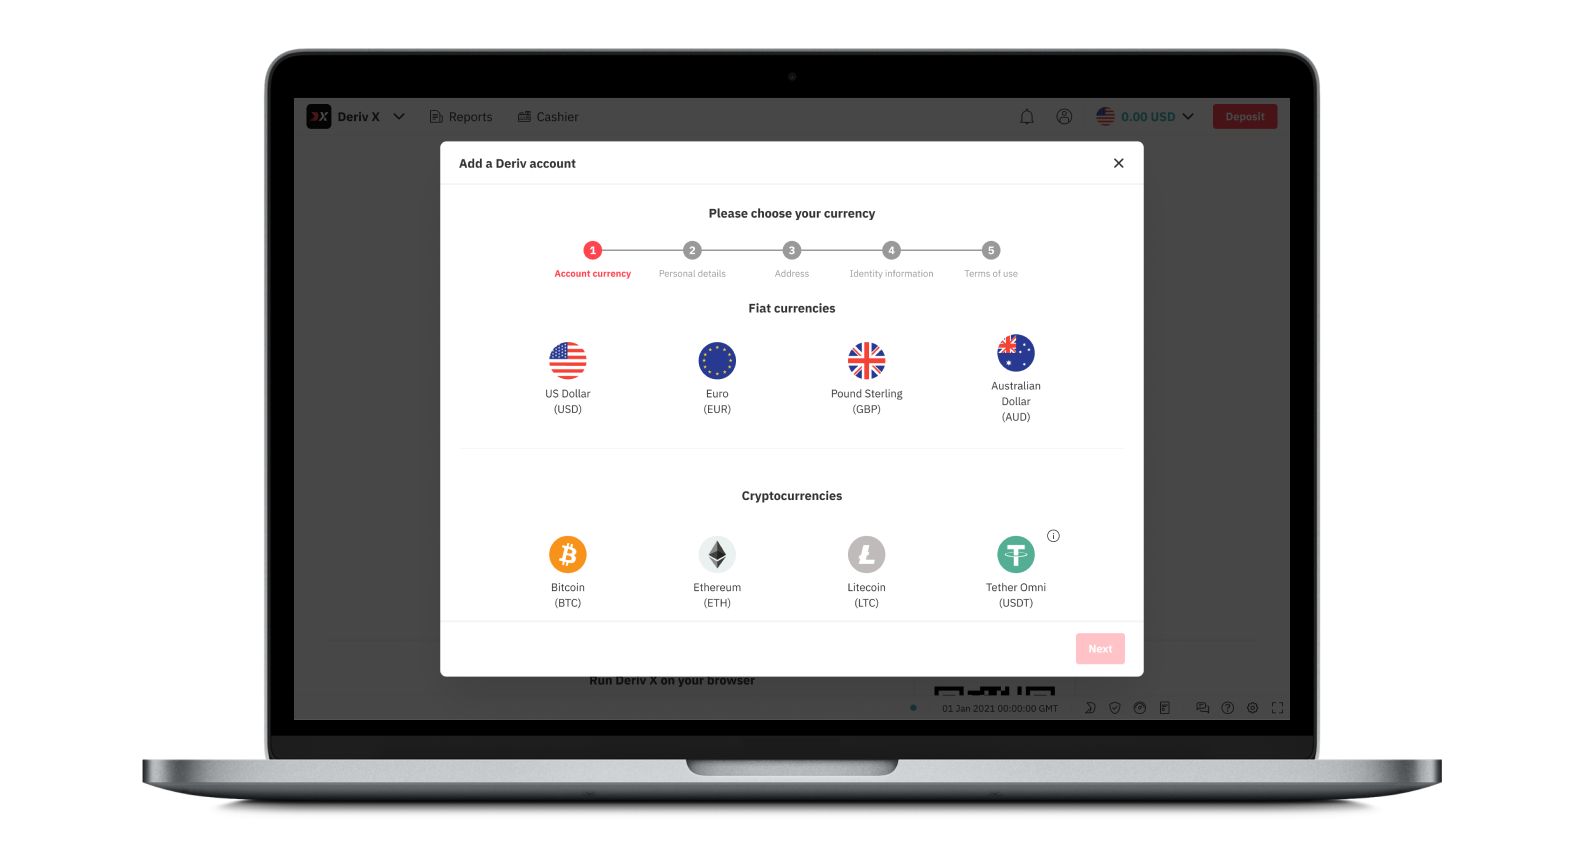 Deriv X
Reports
Cashier
0.00 USD
Deposit
Add a Deriv account
Please choose your currency
1 2 3 4 5
Account currency Personal details Address Identity information Terms of use
Fiat currencies
US Dollar
(USD)
Euro
(EUR)
Pound Sterling
(GBP)
Australian
Dollar
(AUD)
Cryptocurrencies
Bitcoin
(BTC)
Ethereum
(ETH)
Litecoin
(LTC)
Tether Omni
(USDT)
Next
Run Deriv X on your browser
01 Jan 2021 00:00:00 GMT